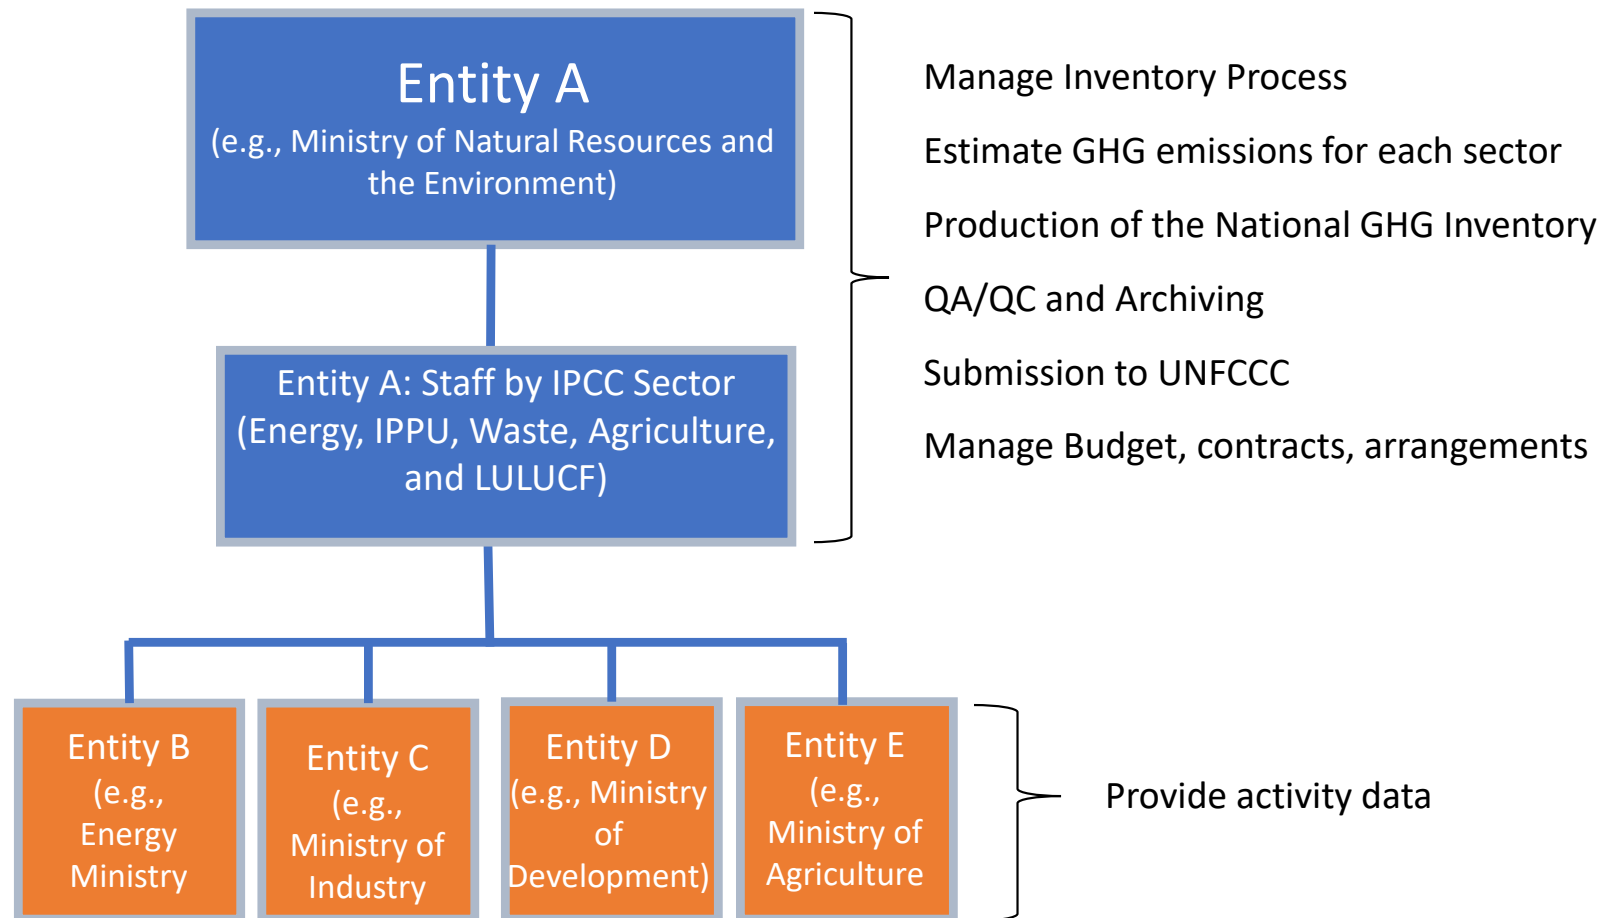 Entity A
(e.g., Ministry of Natural Resources and
the Environment)
Manage Inventory Process
Estimate GHG emissions for each sector
Production of the National GHG Inventory
QA/QC and Archiving
Submission to UNFCCC
Manage Budget, contracts, arrangements
Entity A: Staff by IPCC Sector
(Energy, IPPU, Waste, Agriculture,
and LULUCF)
Entity B
(e.g.,
Energy
Ministry
Entity C
(e.g.,
Ministry of
Industry
Entity D
(e.g., Ministry
of
Development)
Entity E
(e.g.,
Ministry of
Agriculture
Provide activity data